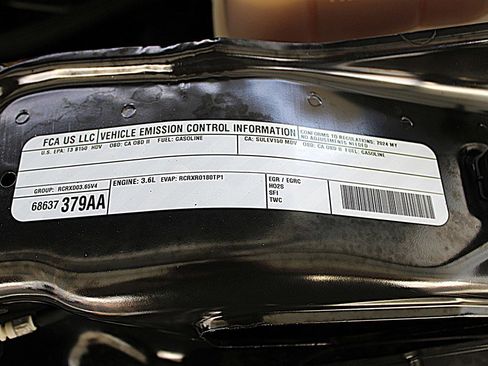 FCA US LLC VEHICLE EMISSION CONTROL INFORMATION CONFORMS TO REGULATIONS: 2024 MY
U.S. EPA: T3 B150 HDV OBD: CA OBD II FUEL: GASOLINE CA: SULEV150 MDV OBD: CA OBD II FUEL: GASOLINE NO ADJUSTMENTS NEEDED
GROUP: RCRXD03.65V4 ENGINE: 3.6L EVAP: RCRXR0180TP1 EGR / EGRC
HO2S
SFI
TWC
68637 379AA